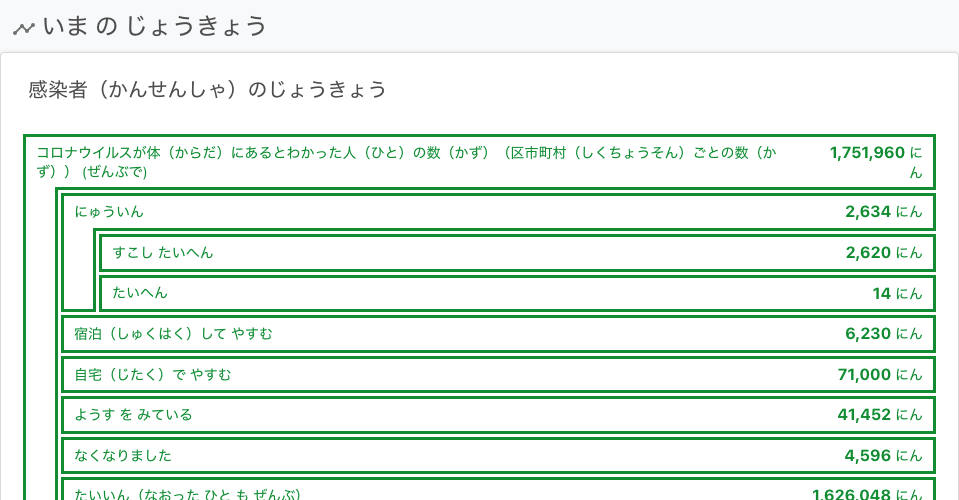 いま の じょうきょう
感染者（かんせんしゃ）のじょうきょう
コロナウイルスが体（からだ）にあるとわかった人（ひと）の数（かず）（区市町村（しくちょうそん）ごとの数（か
ず）） (ぜんぶで)
1,751,960 に
ん
にゅういん 2,634 にん
すこし たいへん 2,620 にん
たいへん 14 にん
宿泊（しゅくはく）して やすむ 6,230 にん
自宅（じたく）で やすむ 71,000 にん
ようす を みている 41,452 にん
なくなりました 4,596 にん
たいいん（なおった ひと も ぜんぶ） 1,626,048 にん